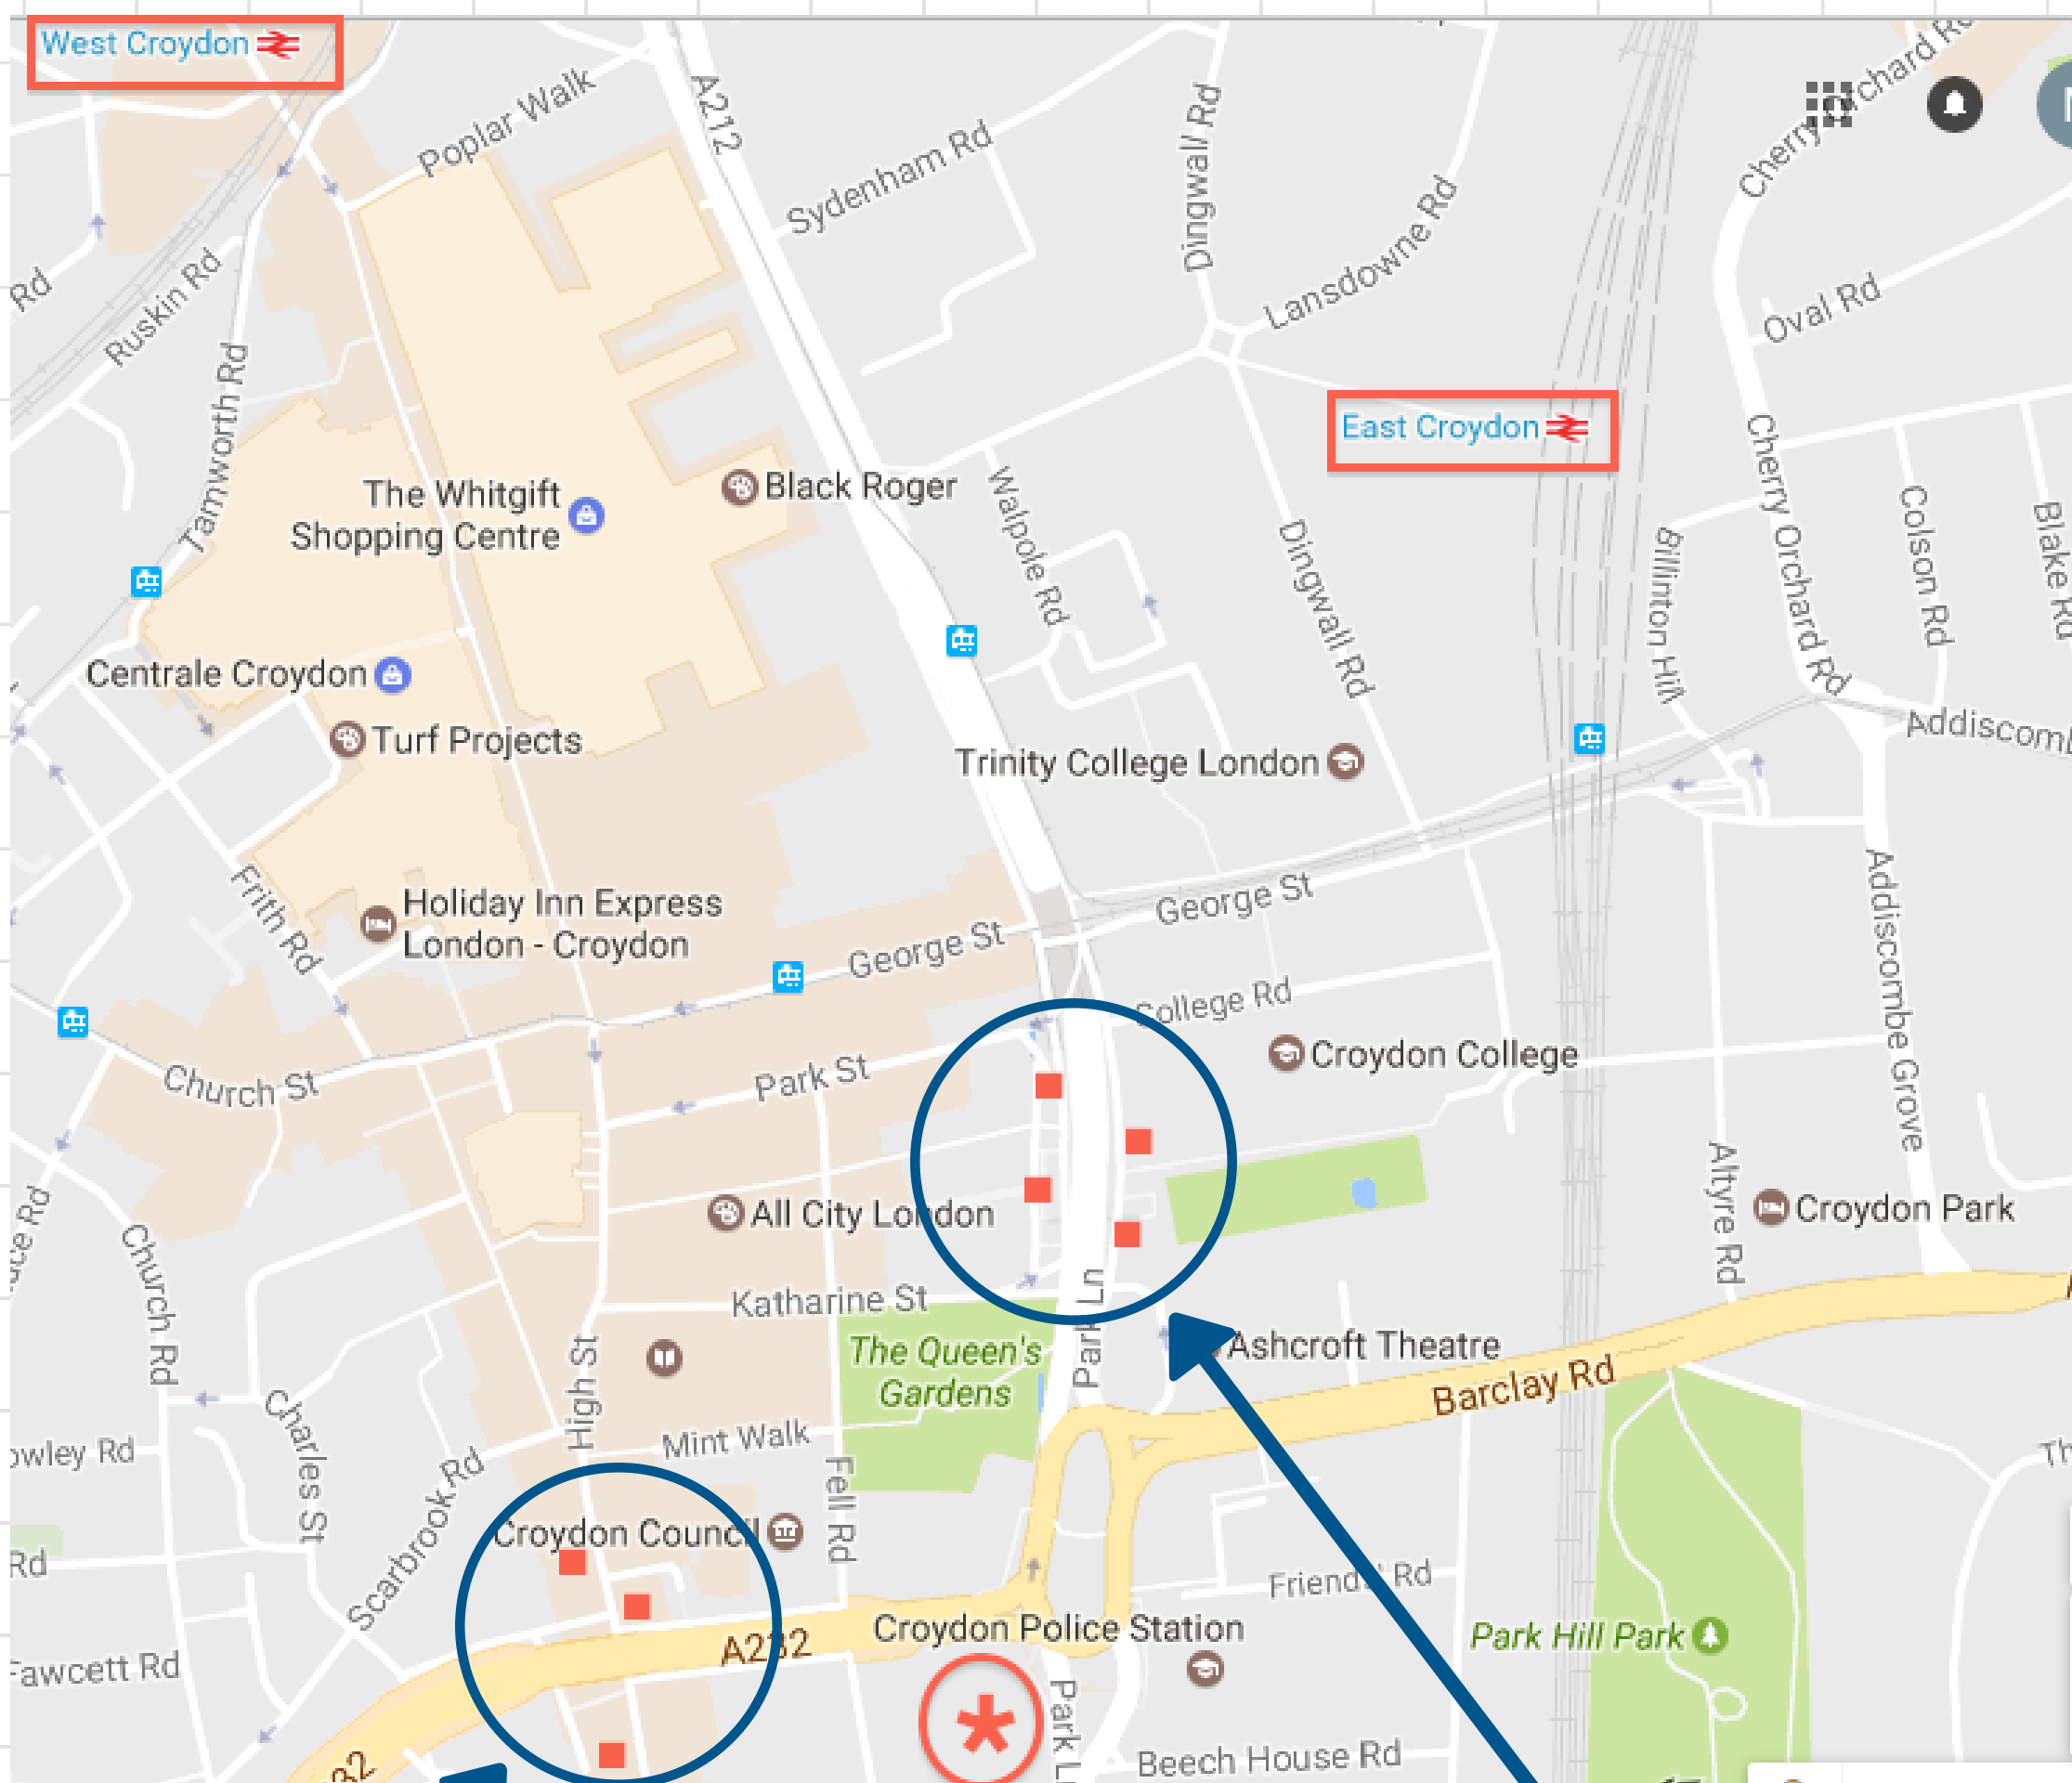 West Croydon
Poplar Walk
A212
Sydenham Rd
Dingwall Rd
Lansdowne Rd
Cherry Orchard Rd
Oval Rd
Rd
Ruskin Rd
Tamworth Rd
East Croydon
The Whitgift
Shopping Centre
Black Roger
Walpole Rd
Dingwall Rd
Billinton Hill
Cherry Orchard Rd
Colson Rd
Blake Rd
Centrale Croydon
Turf Projects
Trinity College London
Addiscomb
Frith Rd
Holiday Inn Express
London - Croydon
George St
George St
College Rd
Addiscombe Grove
Church St
Park St
Croydon College
All City London
Altyre Rd
Croydon Park
Church Rd
Katharine St
The Queen's
Gardens
Park Ln
Ashcroft Theatre
Barclay Rd
High St
Mint Walk
Charles St
Scarbrook Rd
Fell Rd
Croydon Council
Rd
Friends Rd
A232
Croydon Police Station
Park Hill Park
Fawcett Rd
Park L
Beech House Rd
32